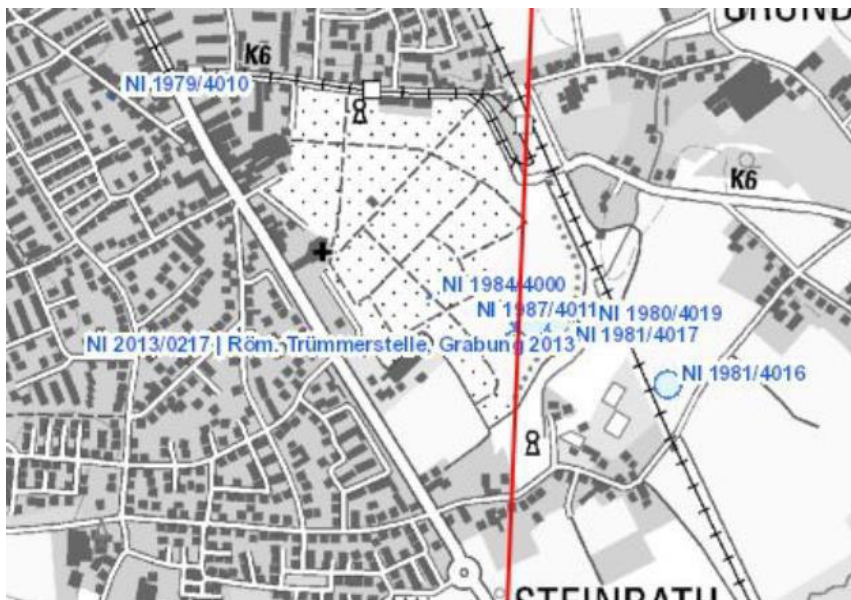 GRUND
K6
NI 1979/4010
K6
NI 1984/4000
NI 1987/4011
NI 1980/4019
NI 2013/0217 | Röm. Trümmerstelle, Grabung 2013
NI 1981/4017
NI 1981/4016
STEINRATH